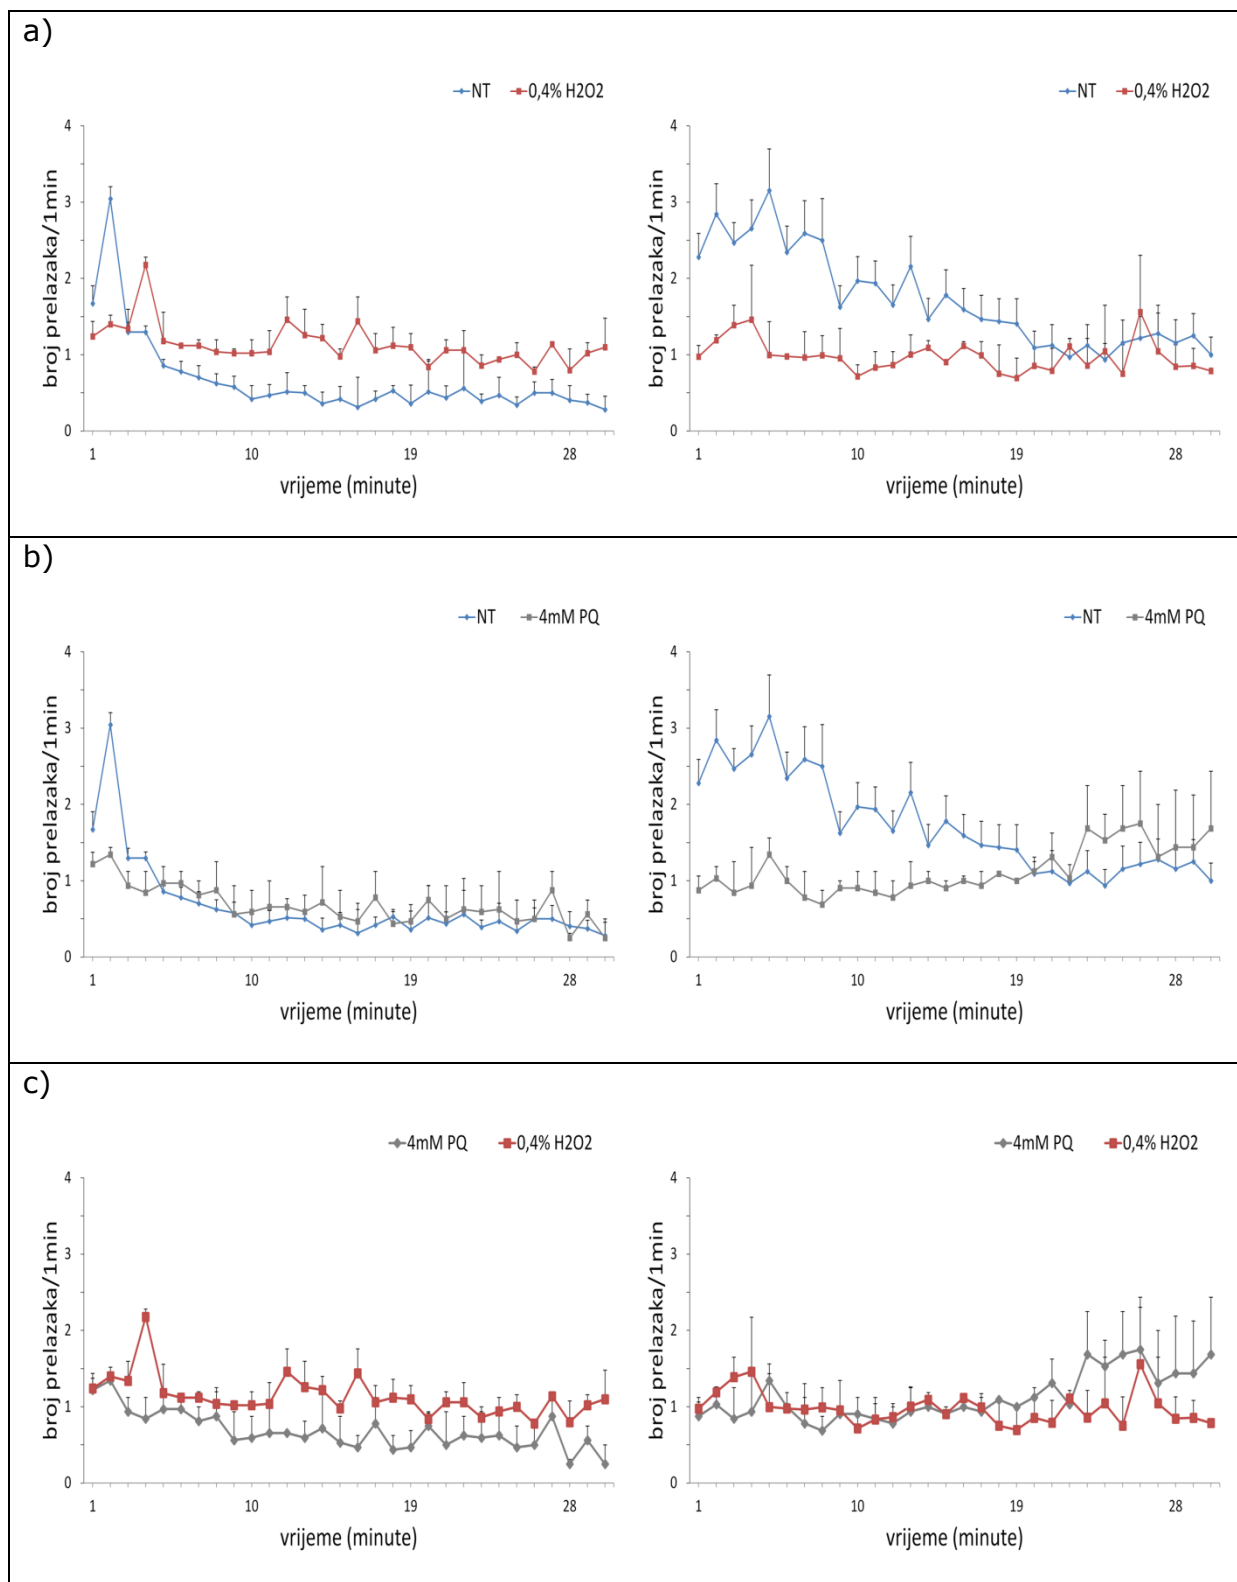 a)
NT 0,4% H2O2
broj prelazaka/1min
4
3
2
1
0
1 10 19 28
vrijeme (minute)
NT 0,4% H2O2
broj prelazaka/1min
4
3
2
1
0
1 10 19 28
vrijeme (minute)
b)
NT 4mM PQ
broj prelazaka/1min
4
3
2
1
0
1 10 19 28
vrijeme (minute)
NT 4mM PQ
broj prelazaka/1min
4
3
2
1
0
1 10 19 28
vrijeme (minute)
c)
4mM PQ 0,4% H2O2
broj prelazaka/1min
4
3
2
1
0
1 10 19 28
vrijeme (minute)
4mM PQ 0,4% H2O2
broj prelazaka/1min
4
3
2
1
0
1 10 19 28
vrijeme (minute)